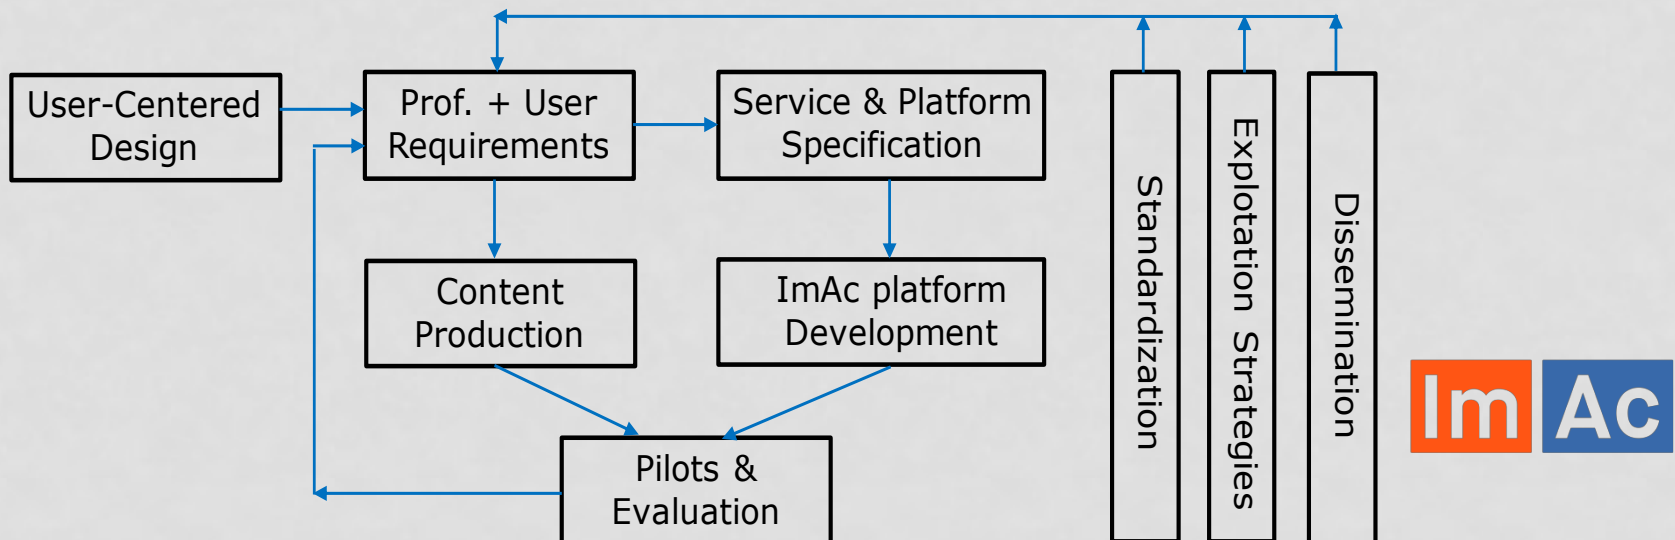 User-Centered
Design
Prof. + User
Requirements
Service & Platform
Specification
Content
Production
ImAc platform
Development
Pilots &
Evaluation
Standardization
Explotation Strategies
Dissemination
Im Ac